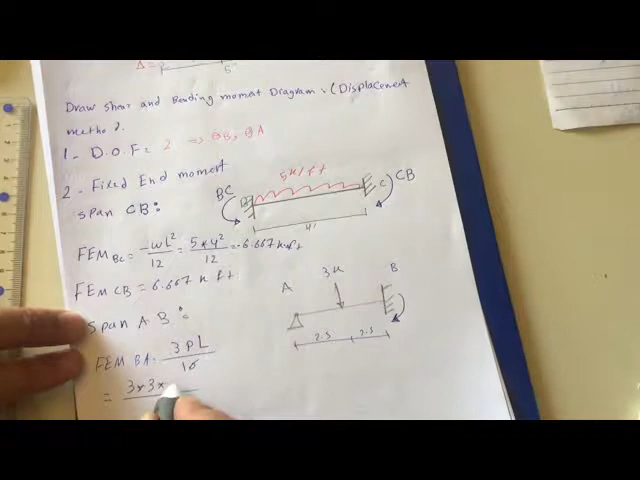 Δ =
5'
Draw shear and Bending moment Diagram : (Displacement
method).
1- D.O.F = 2 ⇒ θB, θA
2. Fixed End moment
Span CB:
BC
B
5k/ft
C
CB
4'
FEM BC = -wL²/12 = 5*4²/12 = -6.667 k.ft
FEM CB = 6.667 k ft
Span A B:
A
3k
B
2.5
2.5
FEM BA: 3PL/16
= 3*3*